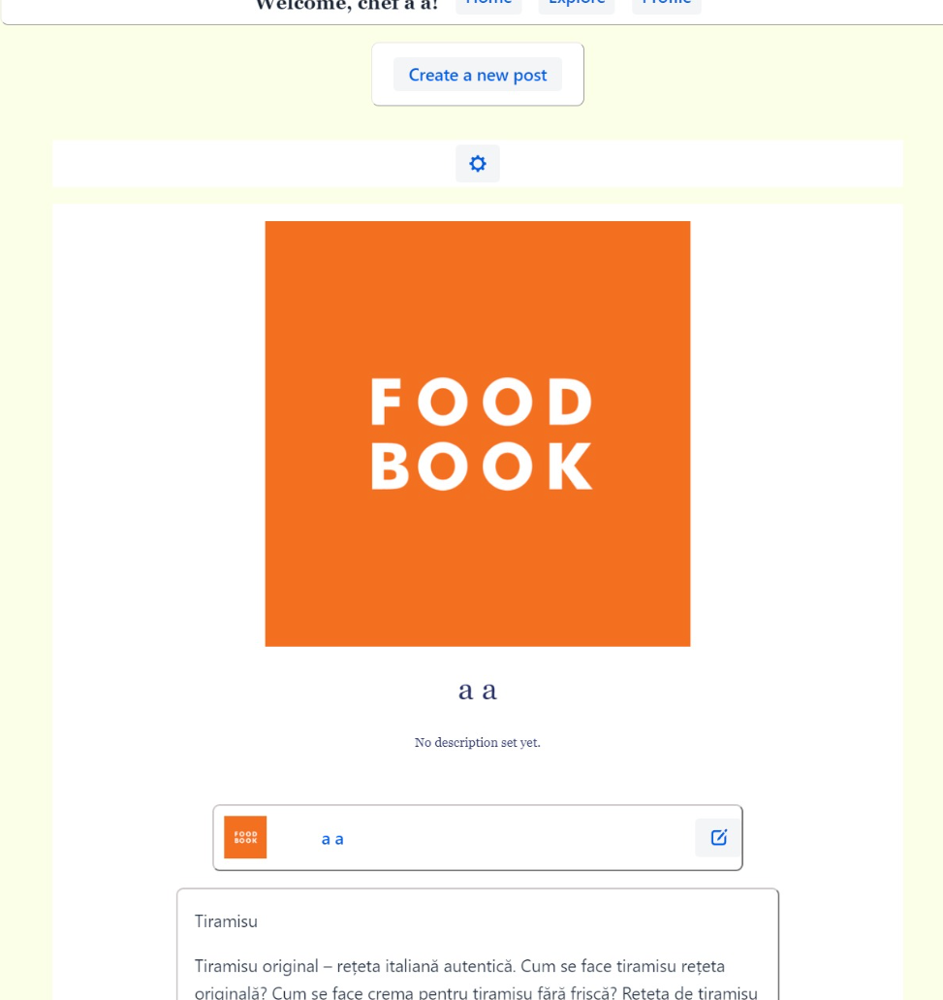 Welcome, chef a a! Home Explore Profile
Create a new post
FOOD
BOOK
a a
No description set yet.
FOOD
BOOK
a a
Tiramisu
Tiramisu original – rețeta italiană autentică. Cum se face tiramisu rețeta
originală? Cum se face crema pentru tiramisu fără frișcă? Rețeta de tiramisu